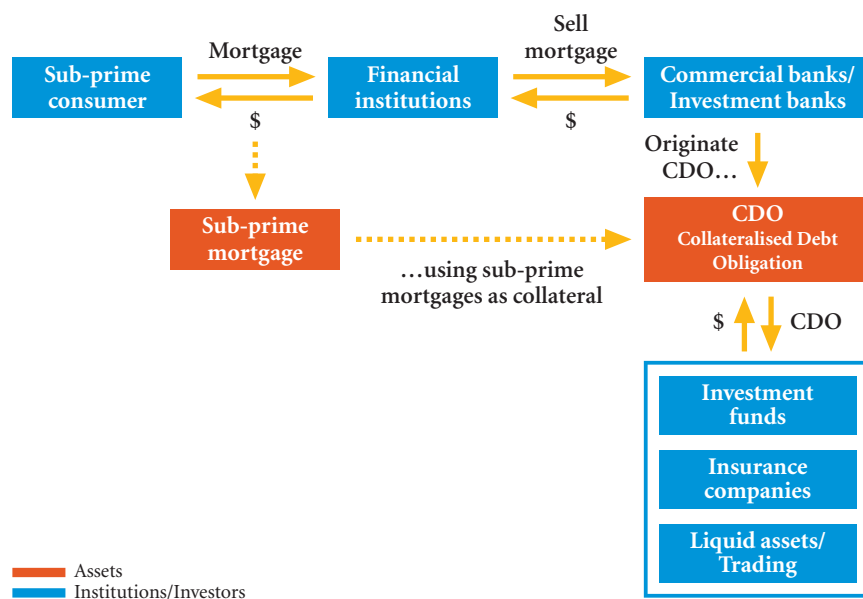 Mortgage
Sell
mortgage
Sub-prime
consumer
Financial
institutions
Commercial banks/
Investment banks
$
$
Originate
CDO…
Sub-prime
mortgage
CDO
Collateralised Debt
Obligation
…using sub-prime
mortgages as collateral
$
CDO
Investment
funds
Insurance
companies
Liquid assets/
Trading
Assets
Institutions/Investors